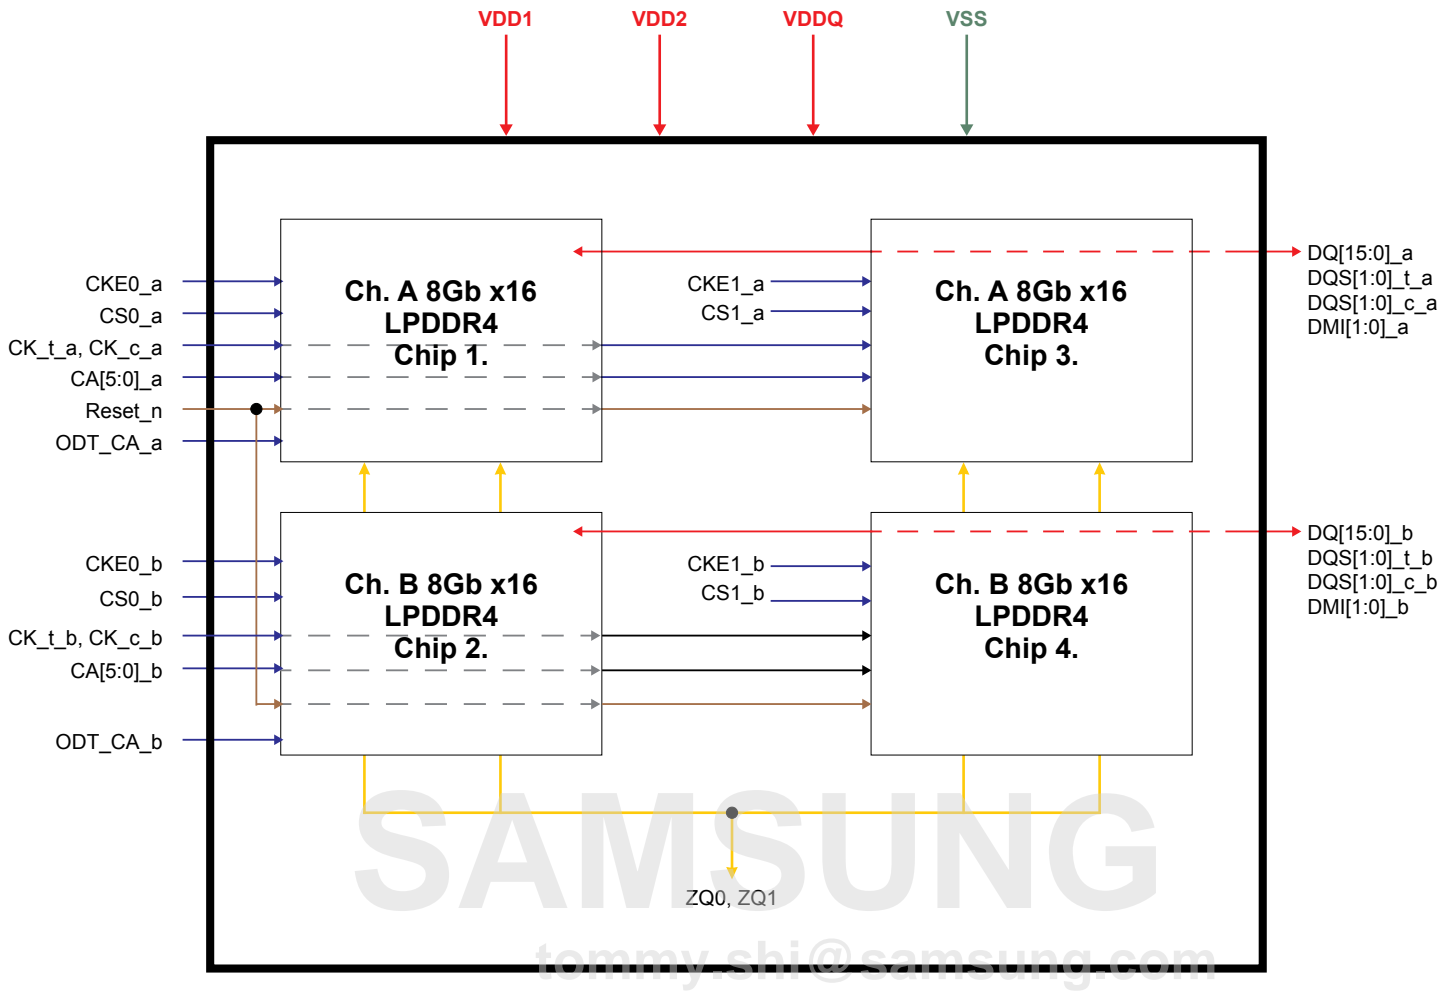 VDD1
VDD2
VDDQ
VSS
CKE0_a
CS0_a
CK_t_a, CK_c_a
CA[5:0]_a
Reset_n
ODT_CA_a
Ch. A 8Gb x16
LPDDR4
Chip 1.
CKE1_a
CS1_a
Ch. A 8Gb x16
LPDDR4
Chip 3.
DQ[15:0]_a
DQS[1:0]_t_a
DQS[1:0]_c_a
DMI[1:0]_a
CKE0_b
CS0_b
CK_t_b, CK_c_b
CA[5:0]_b
ODT_CA_b
Ch. B 8Gb x16
LPDDR4
Chip 2.
CKE1_b
CS1_b
Ch. B 8Gb x16
LPDDR4
Chip 4.
DQ[15:0]_b
DQS[1:0]_t_b
DQS[1:0]_c_b
DMI[1:0]_b
SAMSUNG
ZQ0, ZQ1
tommy.shi@samsung.com